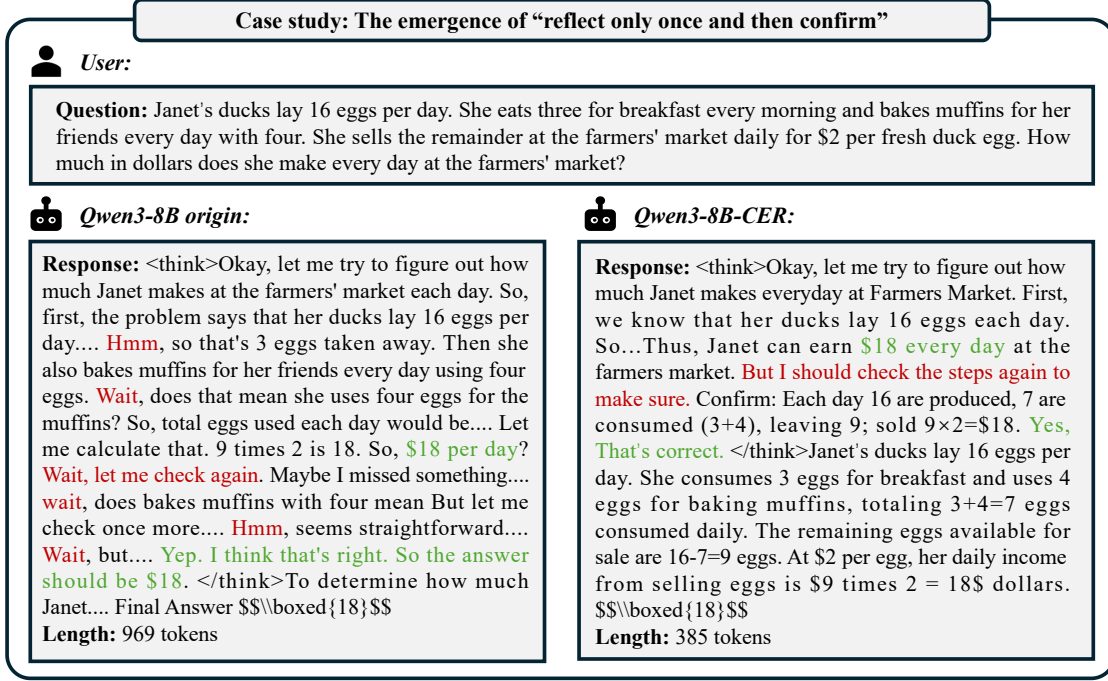 Case study: The emergence of “reflect only once and then confirm”
User:
Question: Janet's ducks lay 16 eggs per day. She eats three for breakfast every morning and bakes muffins for her
friends every day with four. She sells the remainder at the farmers' market daily for $2 per fresh duck egg. How
much in dollars does she make every day at the farmers' market?
Qwen3-8B origin:
Response: <think>Okay, let me try to figure out how
much Janet makes at the farmers' market each day. So,
first, the problem says that her ducks lay 16 eggs per
day.... Hmm, so that's 3 eggs taken away. Then she
also bakes muffins for her friends every day using four
eggs. Wait, does that mean she uses four eggs for the
muffins? So, total eggs used each day would be.... Let
me calculate that. 9 times 2 is 18. So, $18 per day?
Wait, let me check again. Maybe I missed something....
wait, does bakes muffins with four mean But let me
check once more.... Hmm, seems straightforward....
Wait, but.... Yep. I think that's right. So the answer
should be $18. </think>To determine how much
Janet.... Final Answer $$\\boxed{18}$$
Length: 969 tokens
Qwen3-8B-CER:
Response: <think>Okay, let me try to figure out how
much Janet makes everyday at Farmers Market. First,
we know that her ducks lay 16 eggs each day.
So…Thus, Janet can earn $18 every day at the
farmers market. But I should check the steps again to
make sure. Confirm: Each day 16 are produced, 7 are
consumed (3+4), leaving 9; sold 9×2=$18. Yes,
That's correct. </think>Janet's ducks lay 16 eggs per
day. She consumes 3 eggs for breakfast and uses 4
eggs for baking muffins, totaling 3+4=7 eggs
consumed daily. The remaining eggs available for
sale are 16-7=9 eggs. At $2 per egg, her daily income
from selling eggs is $9 times 2 = 18$ dollars.
$$\\boxed{18}$$
Length: 385 tokens